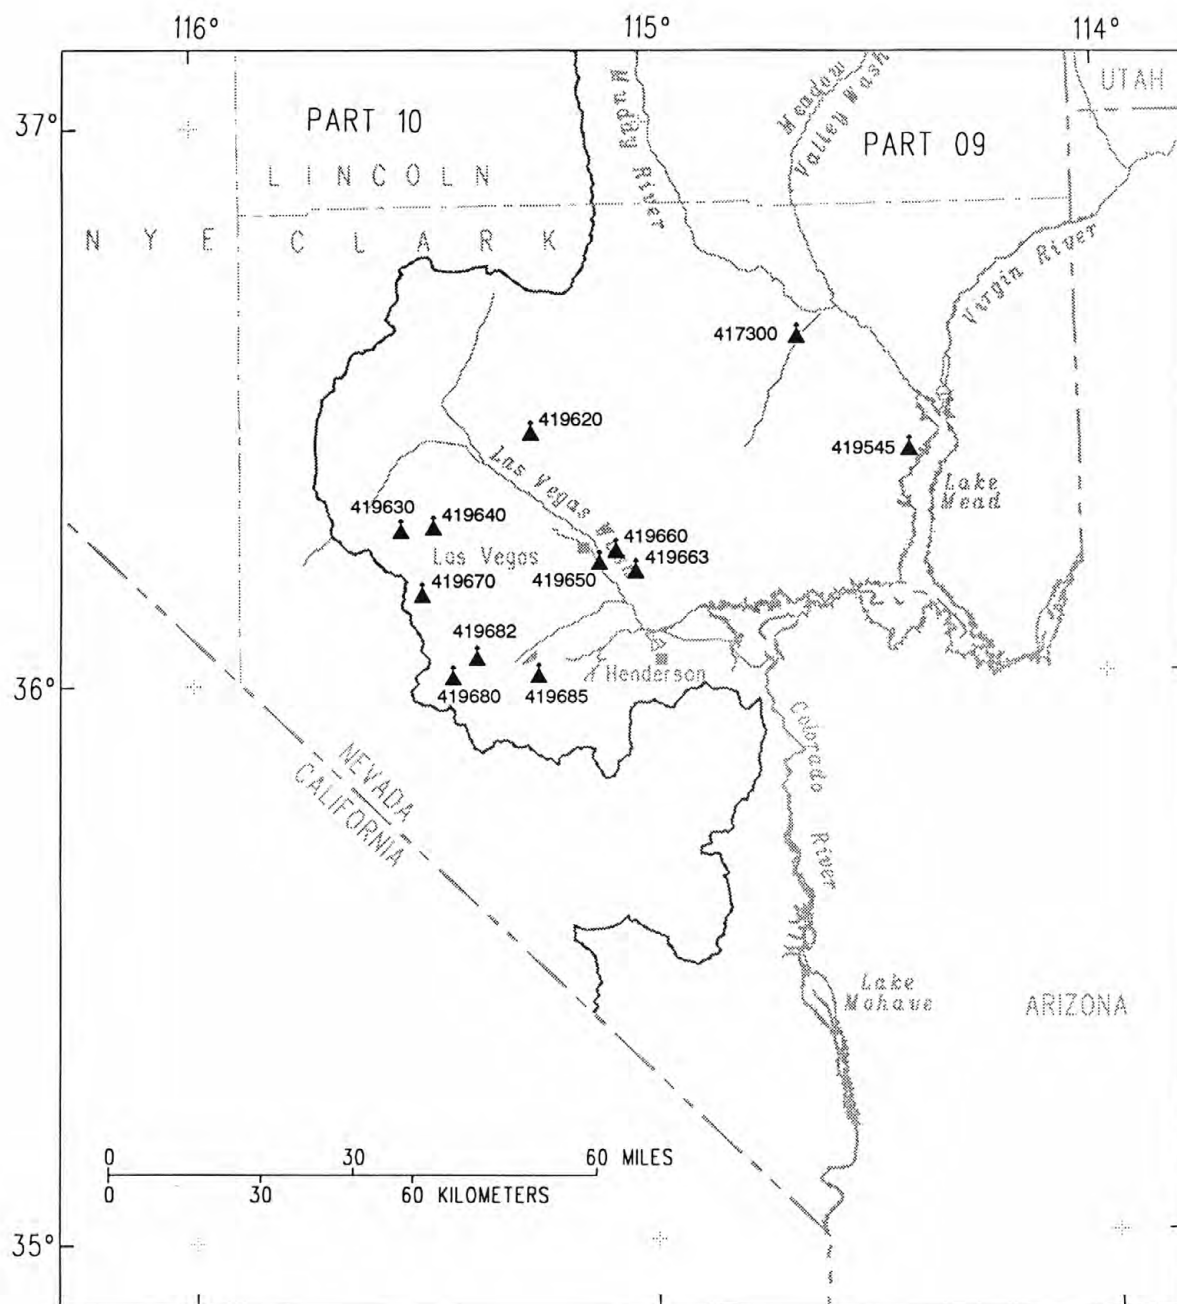 116°
115°
114°
UTAH
37°
PART 10
Muddy River
Meadow
Valley Wash
PART 09
LINCOLN
NYE
CLARK
Virgin River
417300
419620
419545
Las Vegas Wash
Lake
Mead
419630
419640
419660
Las Vegas
419650
419663
419670
419682
Henderson
36°
419680
419685
Colorado River
NEVADA
CALIFORNIA
Lake
Mohave
ARIZONA
0 30 60 MILES
0 30 60 KILOMETERS
35°